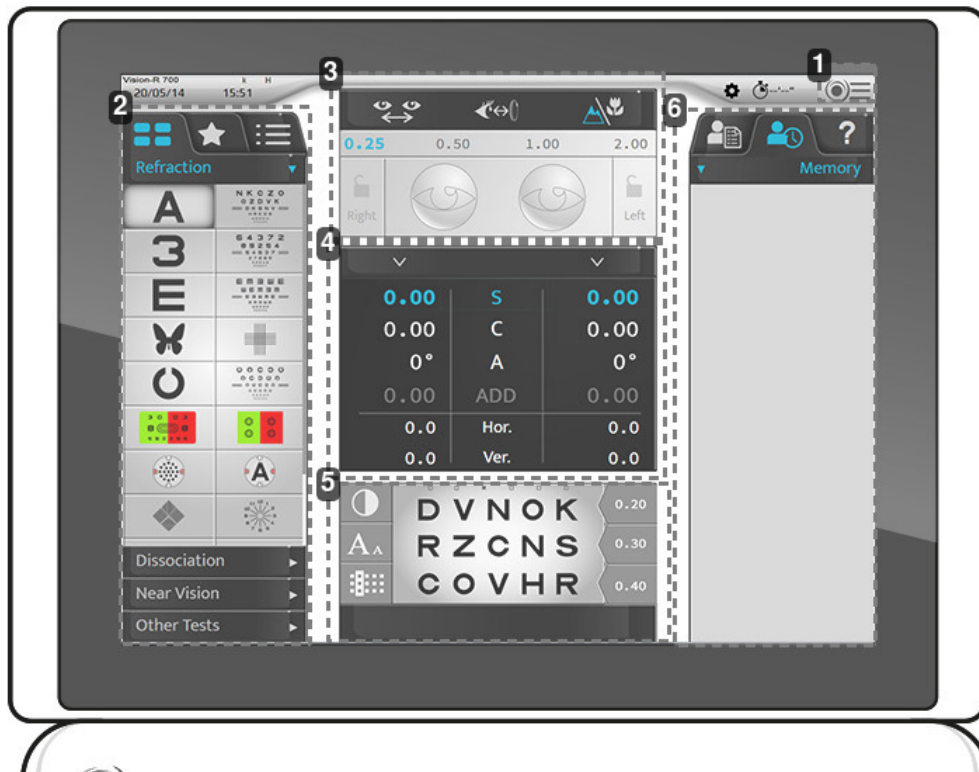 1
Vision-R 700 k H
20/05/14 15:51
2
Refraction
A
NKCZO
3
E
A
Dissociation
Near Vision
Other Tests
3
0.25 0.50 1.00 2.00
Right
Left
4
0.00 S 0.00
0.00 C 0.00
0° A 0°
0.00 ADD 0.00
0.0 Hor. 0.0
0.0 Ver. 0.0
5
DVNOK 0.20
AA RZCNS 0.30
COVHR 0.40
6
?
Memory